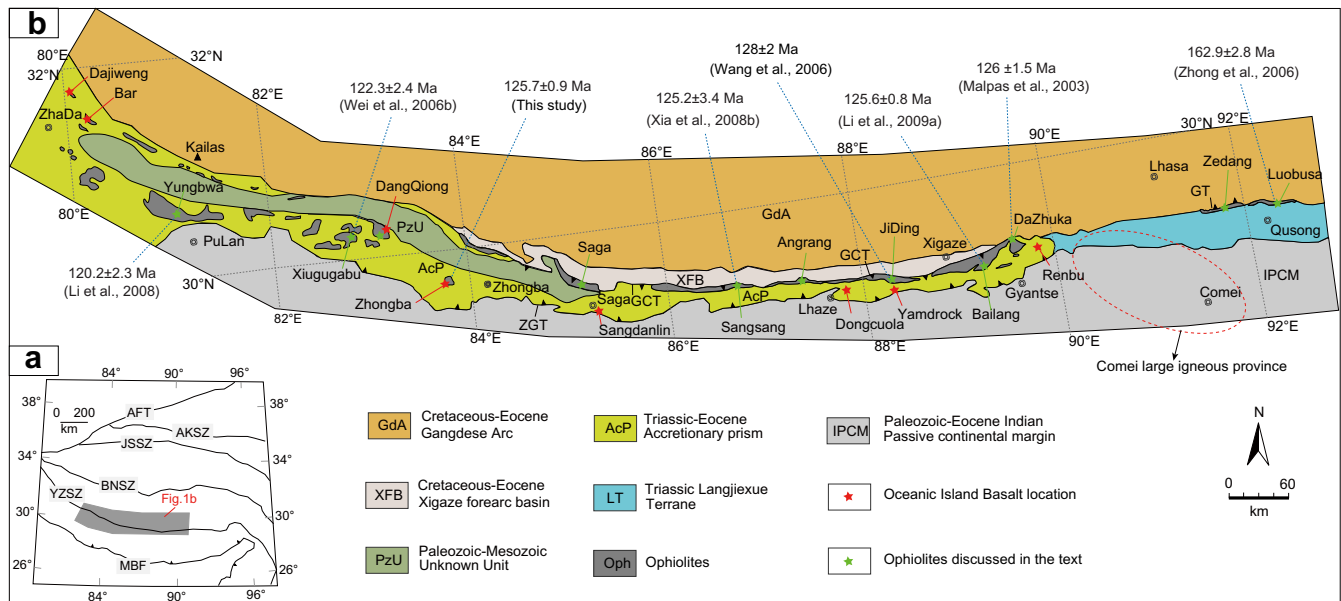 b
80°E
32°N
32°N
Dajiweng
Bar
ZhaDa
Kailas
82°E
122.3±2.4 Ma
(Wei et al., 2006b)
125.7±0.9 Ma
(This study)
125.2±3.4 Ma
(Xia et al., 2008b)
128±2 Ma
(Wang et al., 2006)
125.6±0.8 Ma
(Li et al., 2009a)
126 ±1.5 Ma
(Malpas et al., 2003)
162.9±2.8 Ma
(Zhong et al., 2006)
84°E
86°E
88°E
90°E
30°N
92°E
Lhasa
Zedang
Luobusa
GT
Yungbwa
DangQiong
PzU
80°E
PuLan
GdA
DaZhuka
Saga
Angrang
GCT
JiDing
Xigaze
Qusong
120.2±2.3 Ma
(Li et al., 2008)
30°N
Xiugugabu
AcP
Zhongba
Zhongba
ZGT
Saga
GCT
XFB
AcP
Renbu
Gyantse
IPCM
Comei
82°E
84°E
Sangdanlin
Sangsang
Lhaze
Dongcuola
Yamdrock
Bailang
86°E
88°E
90°E
92°E
Comei large igneous province
a
84°
90°
96°
38°
38°
0 200
km
AFT
AKSZ
JSSZ
34°
34°
BNSZ
YZSZ
Fig.1b
30°
30°
MBF
26°
26°
84°
90°
96°
GdA
Cretaceous-Eocene
Gangdese Arc
AcP
Triassic-Eocene
Accretionary prism
IPCM
Paleozoic-Eocene Indian
Passive continental margin
XFB
Cretaceous-Eocene
Xigaze forearc basin
LT
Triassic Langjiexue
Terrane
Oceanic Island Basalt location
PzU
Paleozoic-Mesozoic
Unknown Unit
Oph
Ophiolites
Ophiolites discussed in the text
N
0
60
km